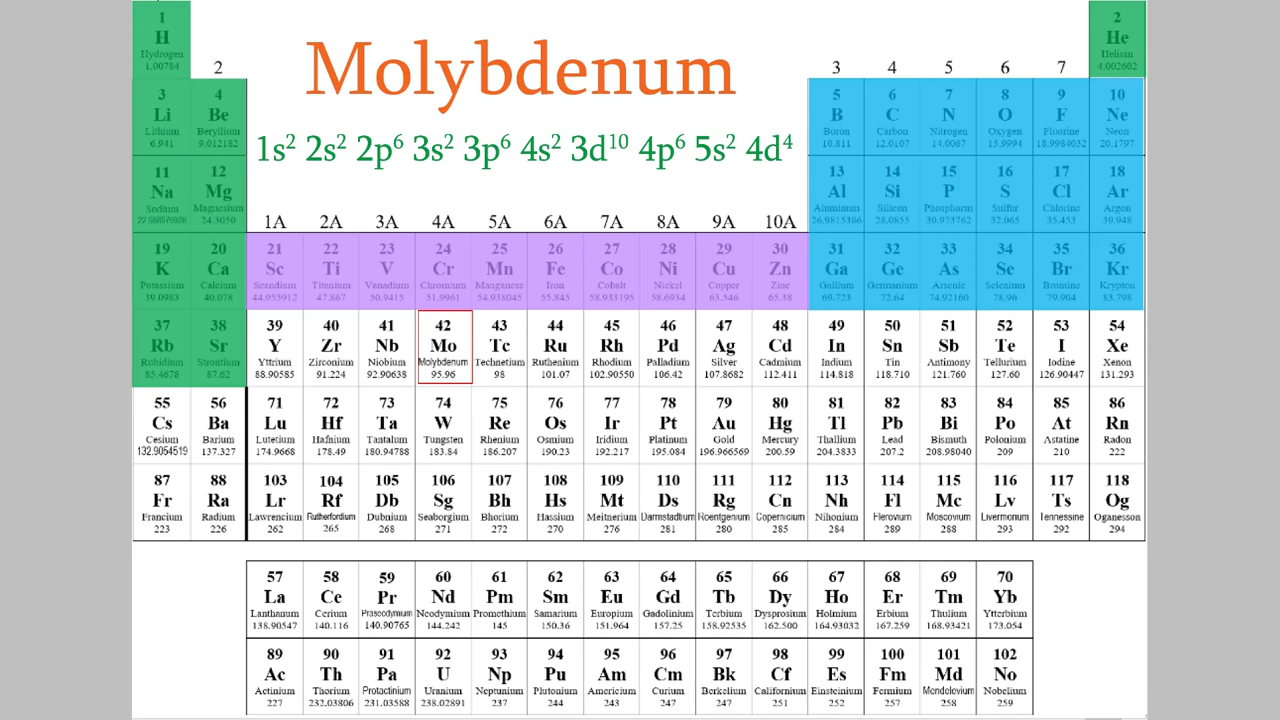 1 2
H He
Hydrogen Helium
1.00784 2 Molybdenum 3 4 5 6 7 4.002602
3 4 5 6 7 8 9 10
Li Be B C N O F Ne
Lithium Beryllium Boron Carbon Nitrogen Oxygen Fluorine Neon
6.941 9.012182 10.811 12.0107 14.0067 15.9994 18.9984032 20.1797
1s² 2s² 2p⁶ 3s² 3p⁶ 4s² 3d¹⁰ 4p⁶ 5s² 4d⁴
11 12 13 14 15 16 17 18
Na Mg Al Si P S Cl Ar
Sodium Magnesium Aluminum Silicon Phosphorus Sulfur Chlorine Argon
24.3050 26.9815386 28.0855 30.973762 32.065 35.453 39.948
1A 2A 3A 4A 5A 6A 7A 8A 9A 10A
19 20 21 22 23 24 25 26 27 28 29 30 31 32 33 34 35 36
K Ca Sc Ti V Cr Mn Fe Co Ni Cu Zn Ga Ge As Se Br Kr
Potassium Calcium Scandium Titanium Vanadium Chromium Manganese Iron Cobalt Nickel Copper Zinc Gallium Germanium Arsenic Selenium Bromine Krypton
39.0983 40.078 44.955912 47.867 50.9415 51.9961 54.938045 55.845 58.933195 58.6934 63.546 65.38 69.723 72.64 74.92160 78.96 79.904 83.798
37 38 39 40 41 42 43 44 45 46 47 48 49 50 51 52 53 54
Rb Sr Y Zr Nb Mo Tc Ru Rh Pd Ag Cd In Sn Sb Te I Xe
Rubidium Strontium Yttrium Zirconium Niobium Molybdenum Technetium Ruthenium Rhodium Palladium Silver Cadmium Indium Tin Antimony Tellurium Iodine Xenon
85.4678 87.62 88.90585 91.224 92.90638 95.96 98 101.07 102.90550 106.42 107.8682 112.411 114.818 118.710 121.760 127.60 126.90447 131.293
55 56 71 72 73 74 75 76 77 78 79 80 81 82 83 84 85 86
Cs Ba Lu Hf Ta W Re Os Ir Pt Au Hg Tl Pb Bi Po At Rn
Cesium Barium Lutetium Hafnium Tantalum Tungsten Rhenium Osmium Iridium Platinum Gold Mercury Thallium Lead Bismuth Polonium Astatine Radon
132.9054519 137.327 174.9668 178.49 180.94788 183.84 186.207 190.23 192.217 195.084 196.966569 200.59 204.3833 207.2 208.98040 209 210 222
87 88 103 104 105 106 107 108 109 110 111 112 113 114 115 116 117 118
Fr Ra Lr Rf Db Sg Bh Hs Mt Ds Rg Cn Nh Fl Mc Lv Ts Og
Francium Radium Lawrencium Rutherfordium Dubnium Seaborgium Bhorium Hassium Meitnerium Darmstadtium Roentgenium Copernicium Nihonium Flerovium Moscovium Livermorium Tennessine Oganesson
223 226 262 265 268 271 272 270 276 281 280 285 284 289 288 293 292 294
57 58 59 60 61 62 63 64 65 66 67 68 69 70
La Ce Pr Nd Pm Sm Eu Gd Tb Dy Ho Er Tm Yb
Lanthanum Cerium Praseodymium Neodymium Promethium Samarium Europium Gadolinium Terbium Dysprosium Holmium Erbium Thulium Ytterbium
138.90547 140.116 140.90765 144.242 145 150.36 151.964 157.25 158.92535 162.500 164.93032 167.259 168.93421 173.054
89 90 91 92 93 94 95 96 97 98 99 100 101 102
Ac Th Pa U Np Pu Am Cm Bk Cf Es Fm Md No
Actinium Thorium Protactinium Uranium Neptunium Plutonium Americium Curium Berkelium Californium Einsteinium Fermium Mendelevium Nobelium
227 232.03806 231.03588 238.02891 237 244 243 247 247 251 252 257 258 259